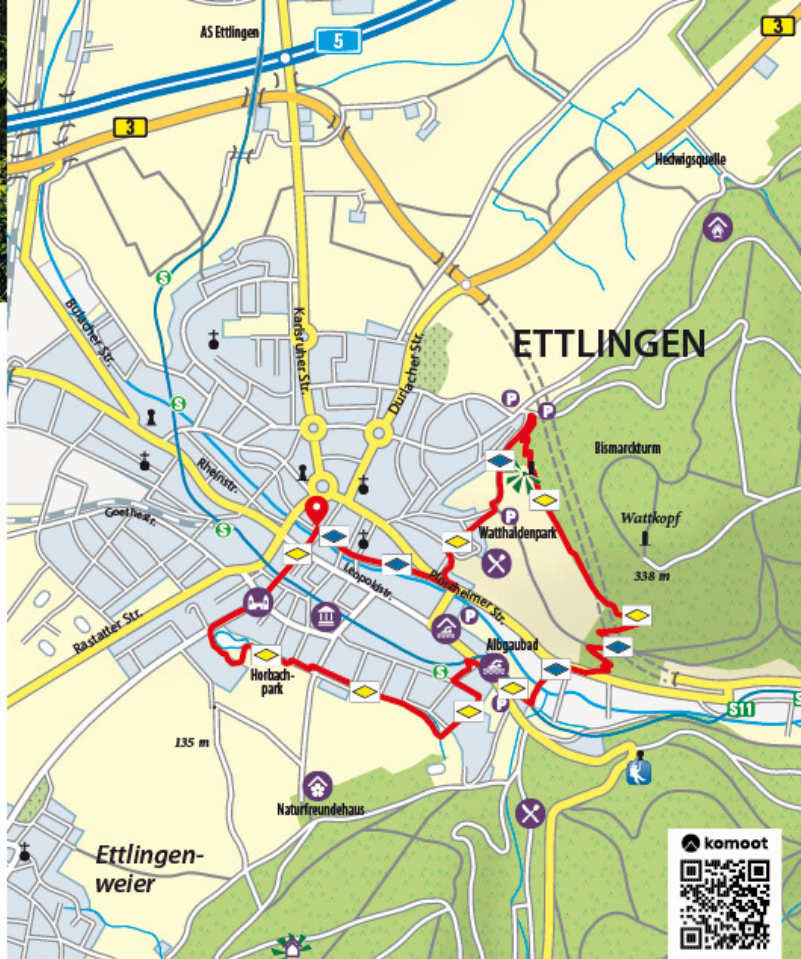 AS Ettlingen
5
3
3
Hedwigsquelle
S
Bulacher Str.
Karsruher Str.
ETTLINGEN
Durlacher Str.
P
P
S
Bismarckturm
Rheinstr.
Wattkopf
Goethestr.
S
P
Watthaldenpark
338 m
Leopoldstr.
Pforzheimer Str.
Rastatter Str.
P
Albgaubad
Horbach-
park
S
P
S11
S
135 m
Naturfreundehaus
Ettlingen-
weier
komoot